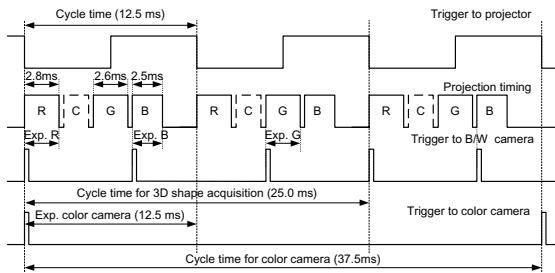 Cycle time (12.5 ms)
Trigger to projector
2.8ms 2.6ms 2.5ms
Projection timing
R C G B R C G B R C G B
Exp. R Exp. B Exp. G
Trigger to B/W camera
Cycle time for 3D shape acquisition (25.0 ms)
Exp. color camera (12.5 ms)
Trigger to color camera
Cycle time for color camera (37.5ms)